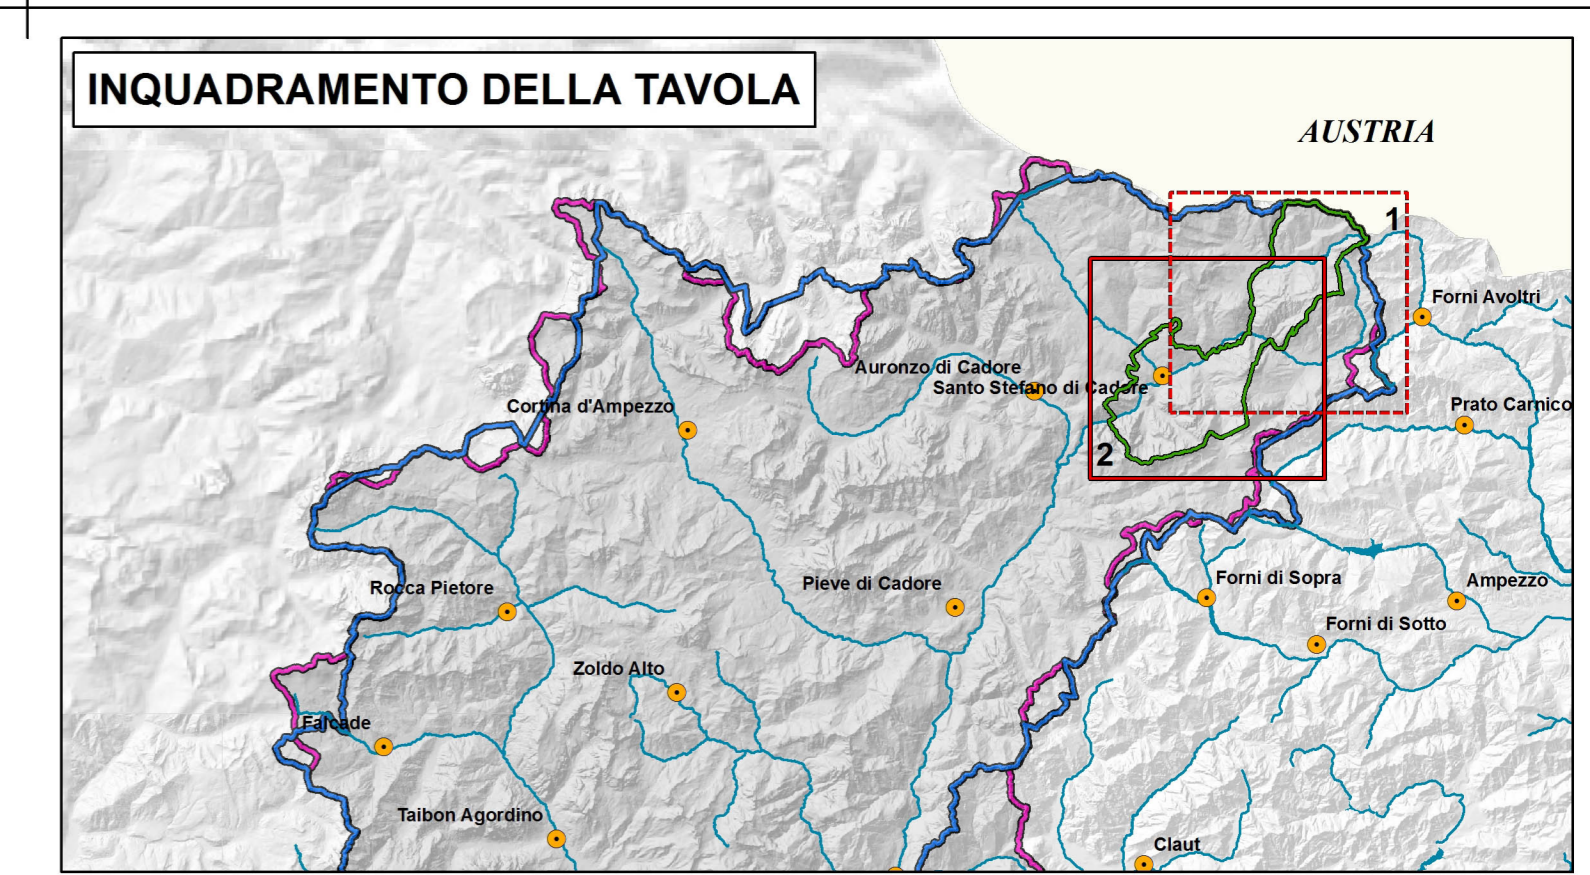 INQUADRAMENTO DELLA TAVOLA
AUSTRIA
1
Forni Avoltri
Auronzo di Cadore
Santo Stefano di Cadore
Cortina d'Ampezzo
Prato Carnico
2
Rocca Pietore
Pieve di Cadore
Forni di Sopra
Ampezzo
Forni di Sotto
Zoldo Alto
Falcade
Taibon Agordino
Claut